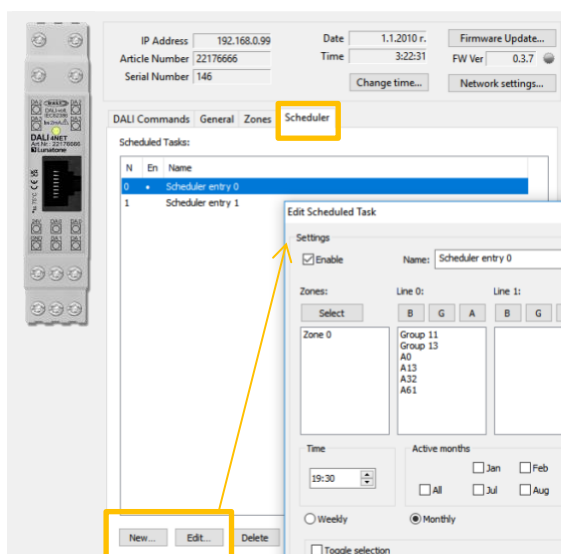 IP Address 192.168.0.99
Date 1.1.2010 r.
Firmware Update...
Article Number 22176666
Time 3:22:31
FW Ver 0.3.7
Serial Number 146
Change time...
Network settings...
DALI Commands General Zones Scheduler
Scheduled Tasks:
N En Name
0 • Scheduler entry 0
1 Scheduler entry 1
Edit Scheduled Task
Settings
Enable
Name: Scheduler entry 0
Zones: Line 0: Line 1:
Select B G A B G
Zone 0
Group 11
Group 13
A0
A13
A32
A61
Time
Active months
19:30
Jan Feb
All Jul Aug
Weekly Monthly
Toggle selection
New... Edit... Delete
DALI 4NET
Art.Nr.: 22176666
Lunatone